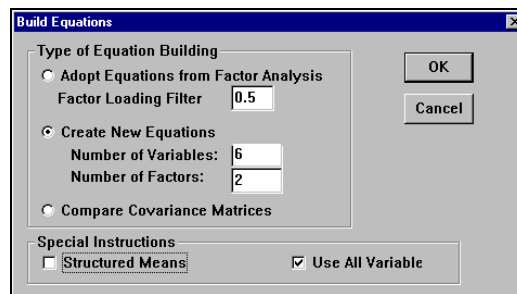 Build Equations
Type of Equation Building
Adopt Equations from Factor Analysis
Factor Loading Filter 0.5
Create New Equations
Number of Variables: 6
Number of Factors: 2
Compare Covariance Matrices
OK
Cancel
Special Instructions
Structured Means
Use All Variable